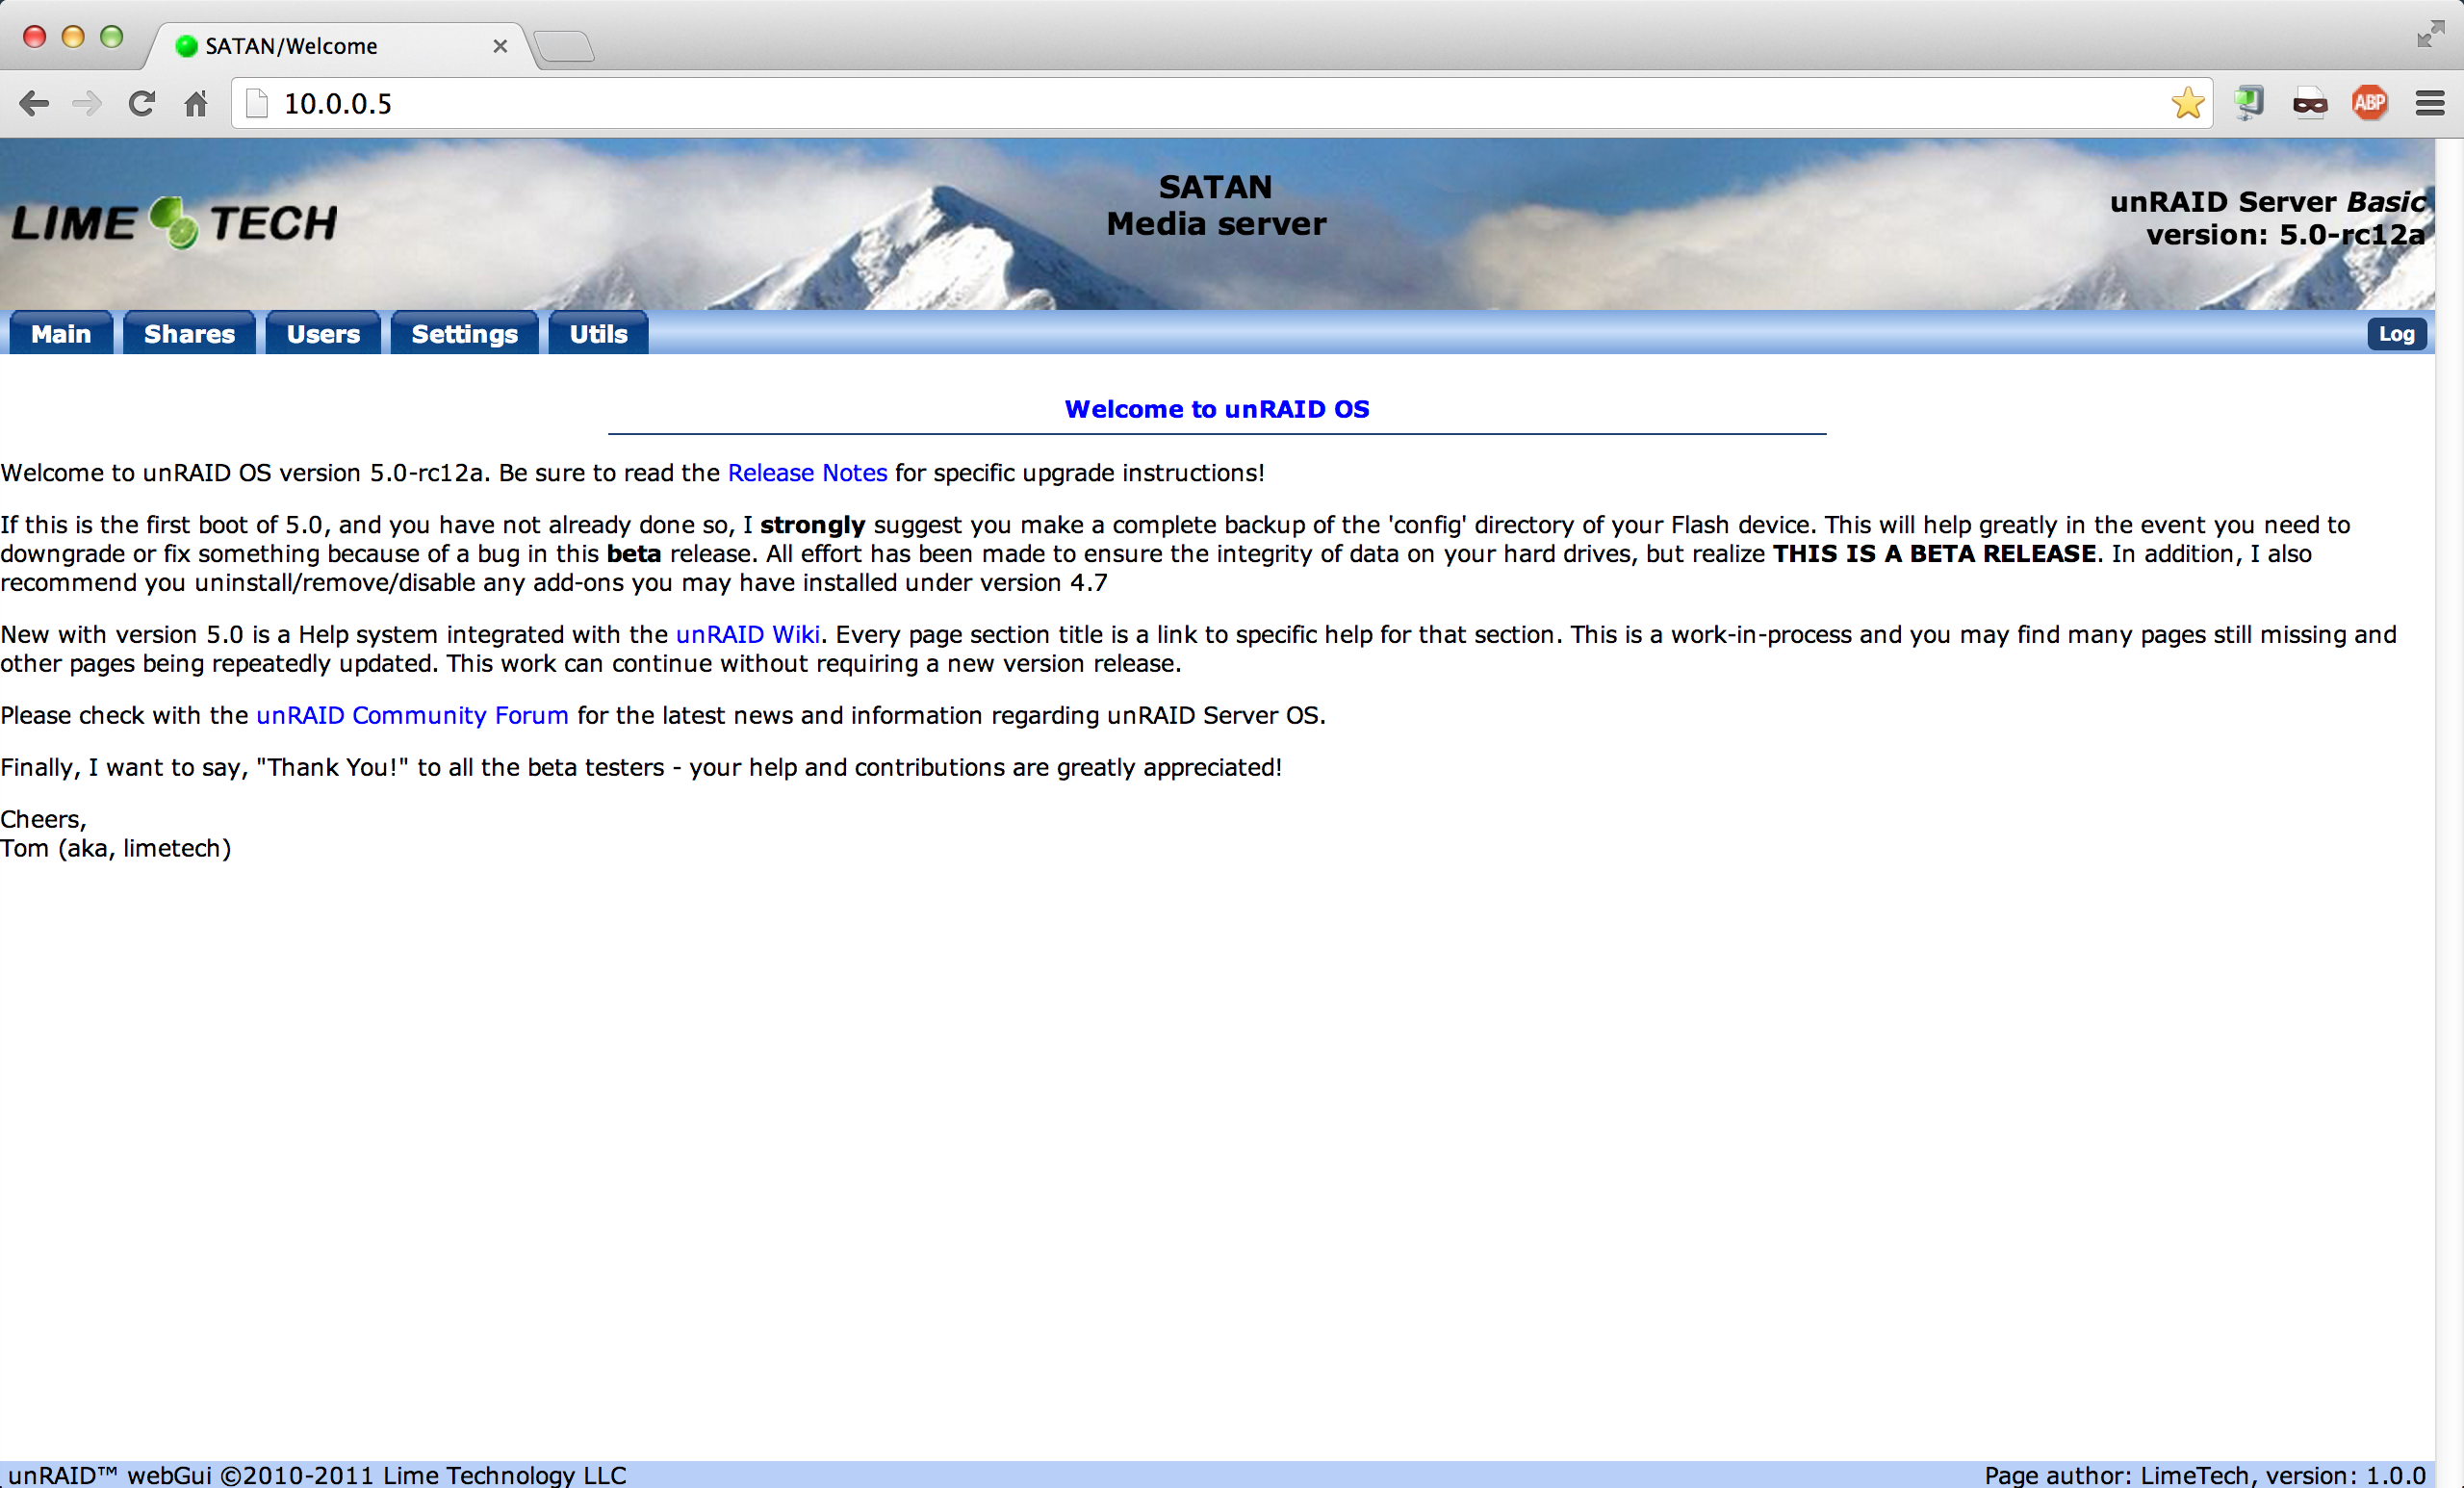 SATAN/Welcome
10.0.0.5
ABP
LIME TECH
SATAN
Media server
unRAID Server Basic
version: 5.0-rc12a
Main Shares Users Settings Utils Log
Welcome to unRAID OS
Welcome to unRAID OS version 5.0-rc12a. Be sure to read the Release Notes for specific upgrade instructions!
If this is the first boot of 5.0, and you have not already done so, I strongly suggest you make a complete backup of the 'config' directory of your Flash device. This will help greatly in the event you need to
downgrade or fix something because of a bug in this beta release. All effort has been made to ensure the integrity of data on your hard drives, but realize THIS IS A BETA RELEASE. In addition, I also
recommend you uninstall/remove/disable any add-ons you may have installed under version 4.7
New with version 5.0 is a Help system integrated with the unRAID Wiki. Every page section title is a link to specific help for that section. This is a work-in-process and you may find many pages still missing and
other pages being repeatedly updated. This work can continue without requiring a new version release.
Please check with the unRAID Community Forum for the latest news and information regarding unRAID Server OS.
Finally, I want to say, "Thank You!" to all the beta testers - your help and contributions are greatly appreciated!
Cheers,
Tom (aka, limetech)
unRAID™ webGui ©2010-2011 Lime Technology LLC
Page author: LimeTech, version: 1.0.0